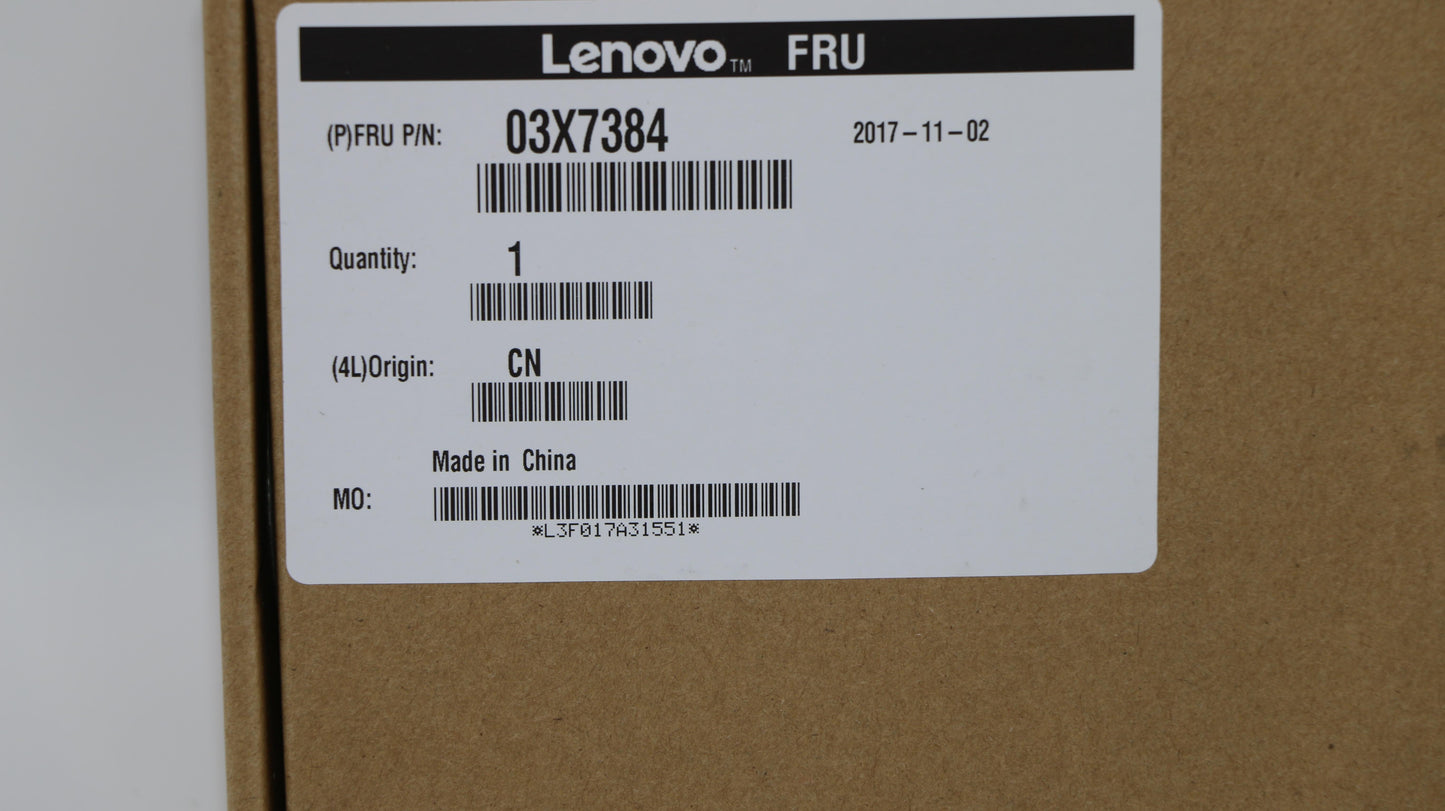 Lenovo™ FRU
(P)FRU P/N: 03X7384 2017-11-02
Quantity: 1
(4L)Origin: CN
Made in China
MO:
*L3F017A31551*